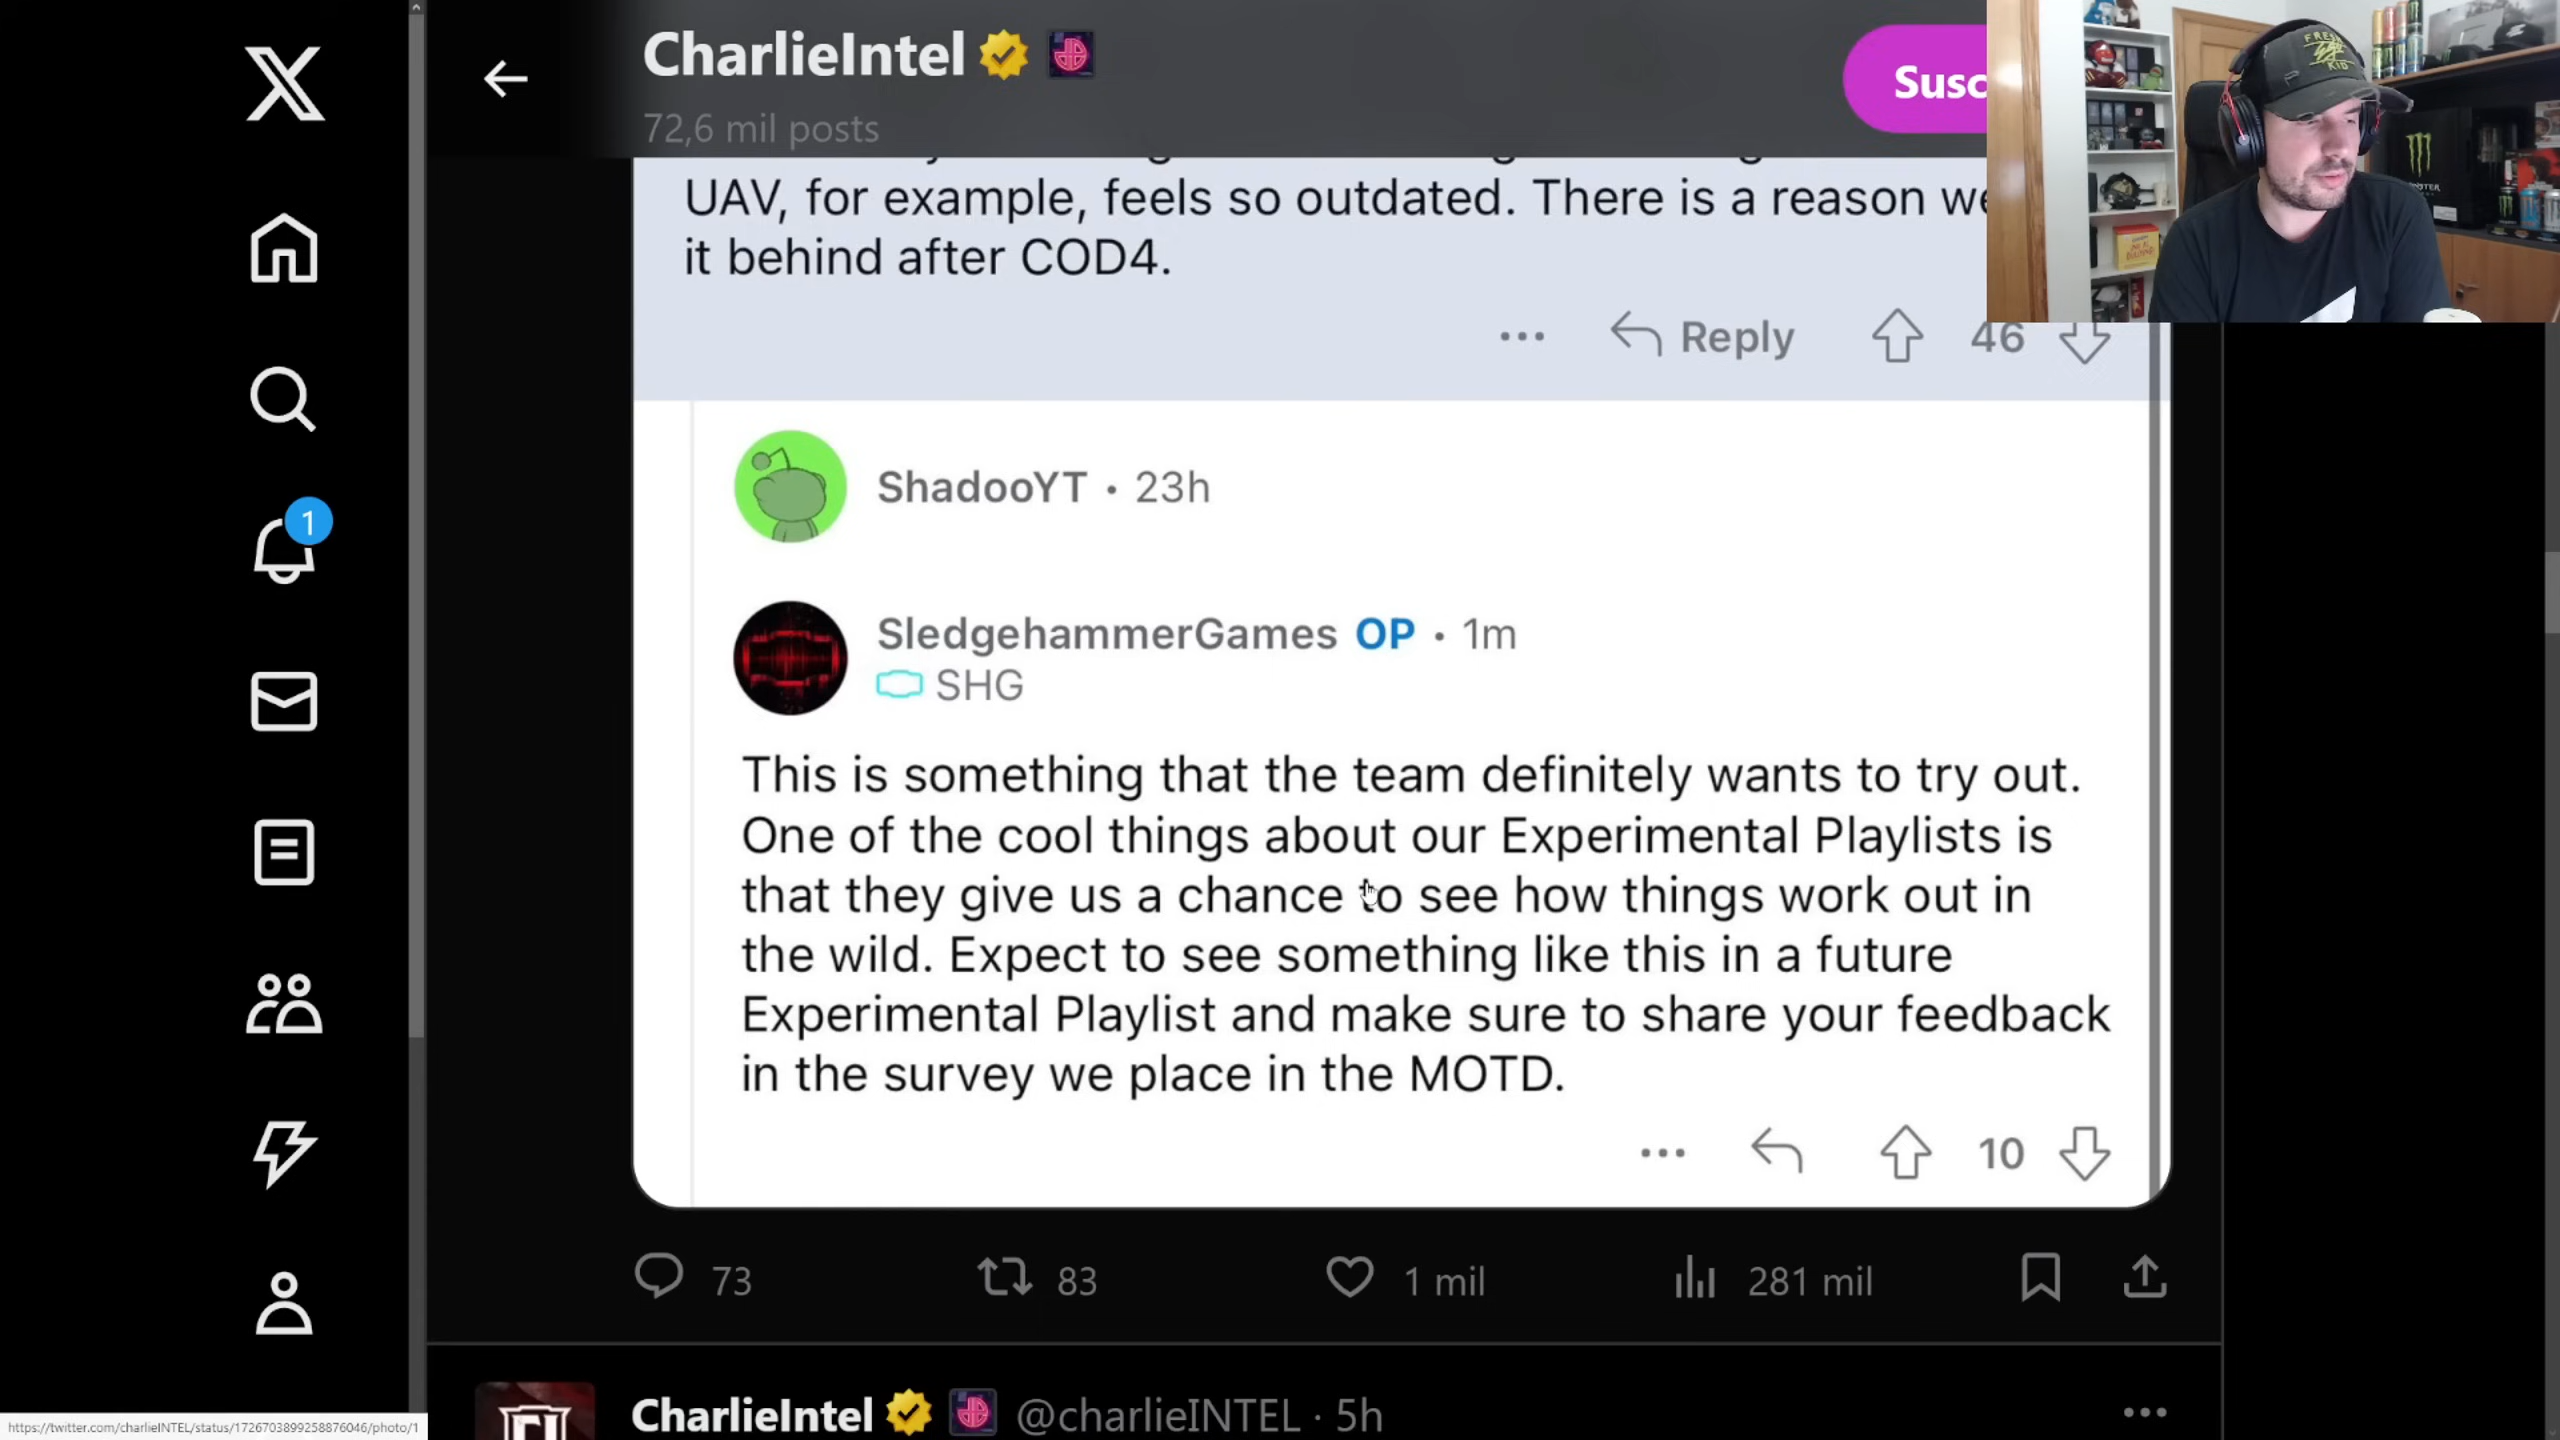 CharlieIntel
72,6 mil posts
Susc
UAV, for example, feels so outdated. There is a reason we
it behind after COD4.
Reply 46
ShadooYT · 23h
SledgehammerGames OP · 1m
SHG
This is something that the team definitely wants to try out.
One of the cool things about our Experimental Playlists is
that they give us a chance to see how things work out in
the wild. Expect to see something like this in a future
Experimental Playlist and make sure to share your feedback
in the survey we place in the MOTD.
10
73 83 1 mil 281 mil
CharlieIntel @charlieINTEL · 5h
https://twitter.com/charlieINTEL/status/1726703899258876046/photo/1
1
FRESH
KID
MONSTER